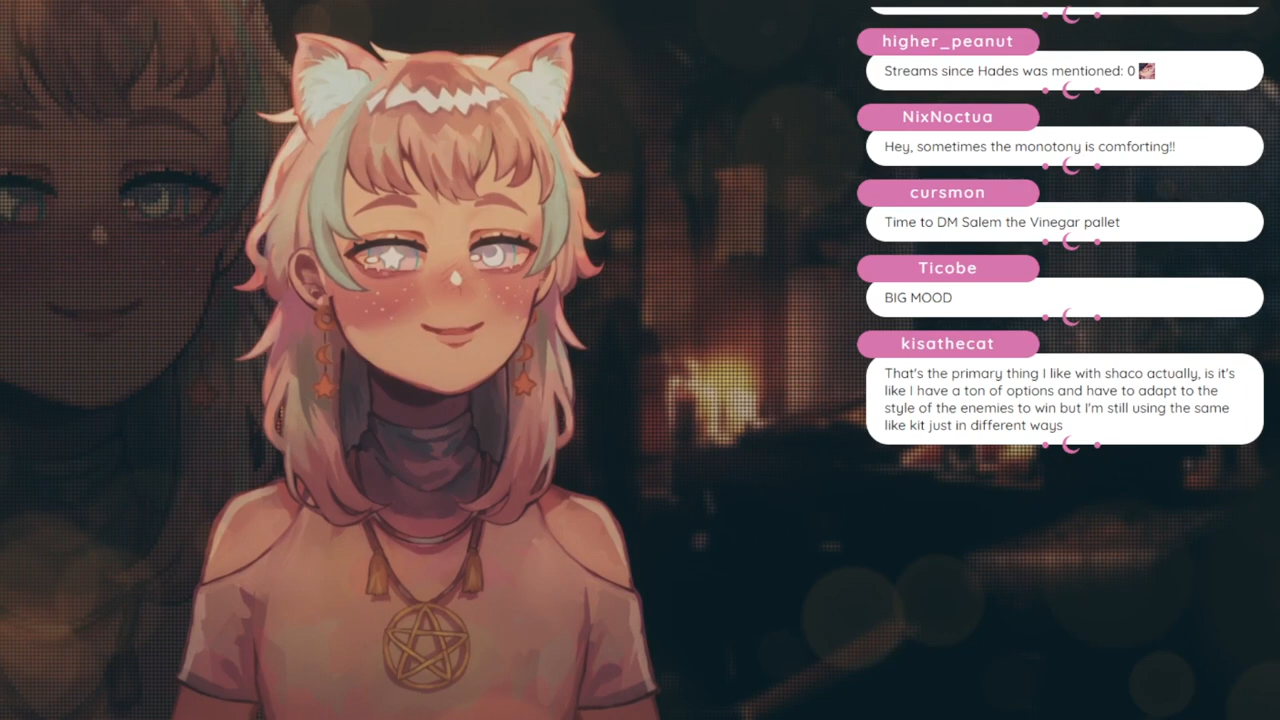 higher_peanut
Streams since Hades was mentioned: 0
NixNoctua
Hey, sometimes the monotony is comforting!!
cursmon
Time to DM Salem the Vinegar pallet
Ticobe
BIG MOOD
kisathecat
That's the primary thing I like with shaco actually, is it's
like I have a ton of options and have to adapt to the
style of the enemies to win but I'm still using the same
like kit just in different ways